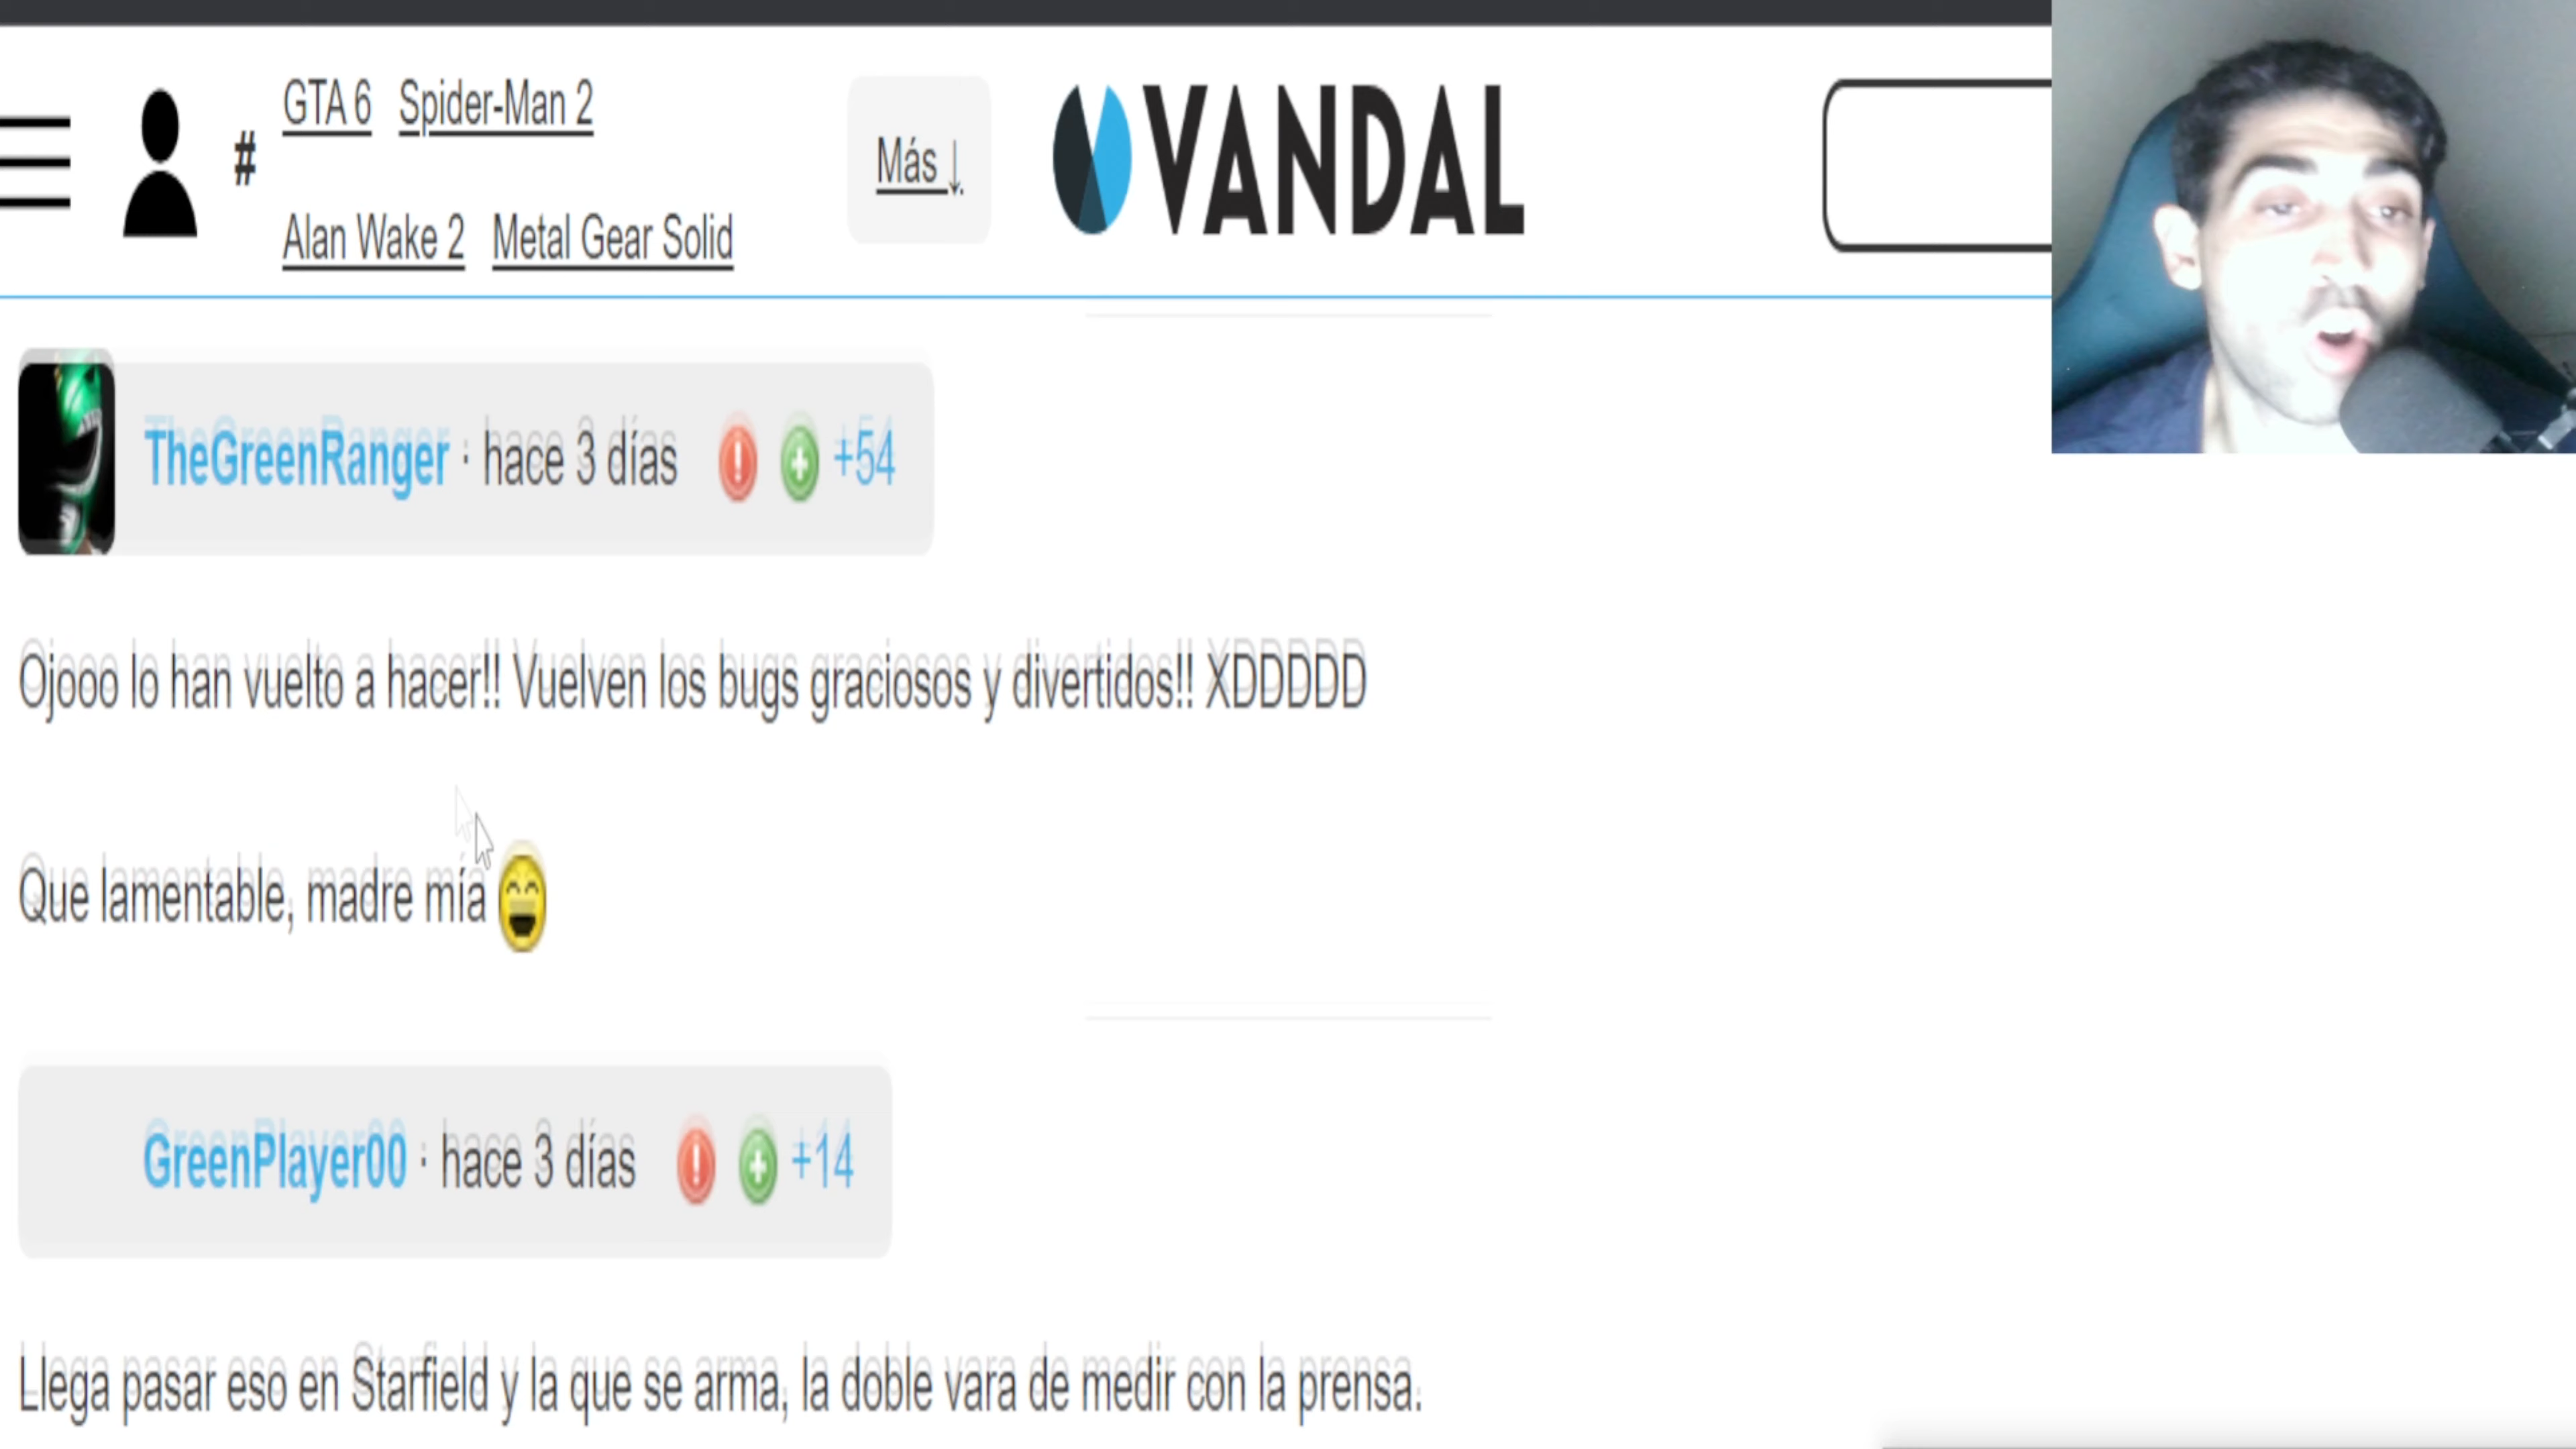 GTA 6 Spider-Man 2
#
Más ↓
VANDAL
Alan Wake 2 Metal Gear Solid
TheGreenRanger · hace 3 días ! + +54
Ojooo lo han vuelto a hacer!! Vuelven los bugs graciosos y divertidos!! XDDDDD
Que lamentable, madre mía
GreenPlayer00 · hace 3 días ! + +14
Llega pasar eso en Starfield y la que se arma, la doble vara de medir con la prensa.